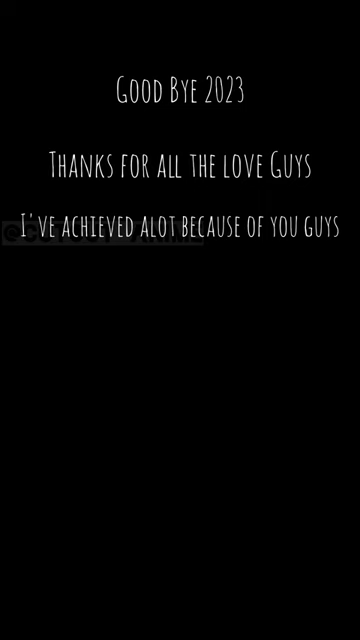 Good Bye 2023
Thanks for all the love Guys
I've achieved alot because of you guys